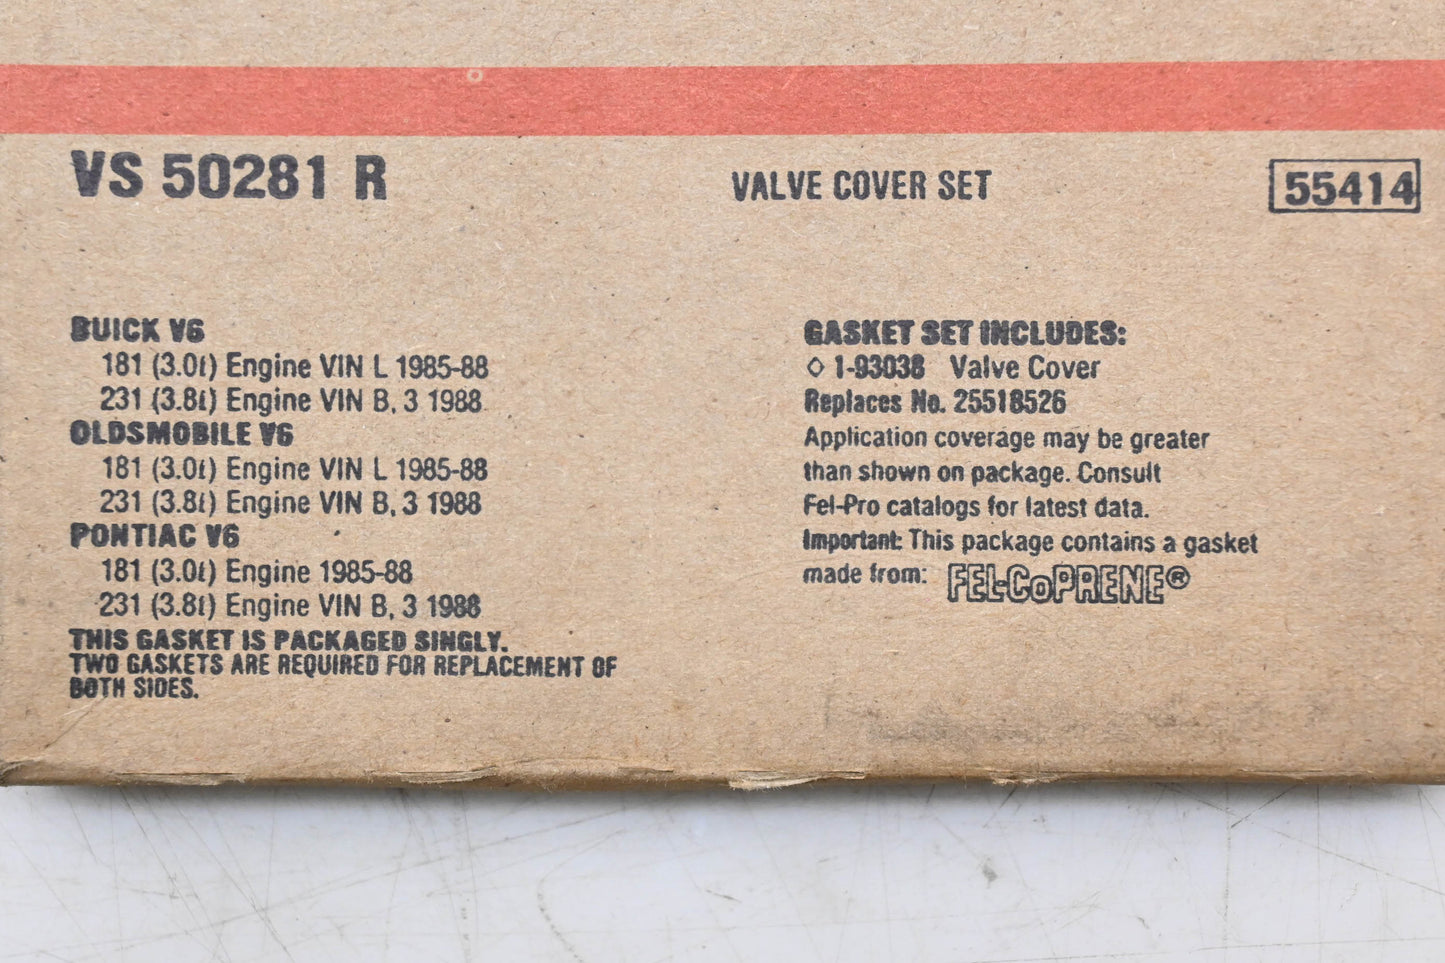 VS 50281 R
VALVE COVER SET
55414
BUICK V6
181 (3.0ℓ) Engine VIN L 1985-88
231 (3.8ℓ) Engine VIN B, 3 1988
OLDSMOBILE V6
181 (3.0ℓ) Engine VIN L 1985-88
231 (3.8ℓ) Engine VIN B, 3 1988
PONTIAC V6
181 (3.0ℓ) Engine 1985-88
231 (3.8ℓ) Engine VIN B, 3 1988
THIS GASKET IS PACKAGED SINGLY.
TWO GASKETS ARE REQUIRED FOR REPLACEMENT OF
BOTH SIDES.
GASKET SET INCLUDES:
◇ 1-93038 Valve Cover
Replaces No. 25518526
Application coverage may be greater
than shown on package. Consult
Fel-Pro catalogs for latest data.
Important: This package contains a gasket
made from: FEL-CoPRENE®